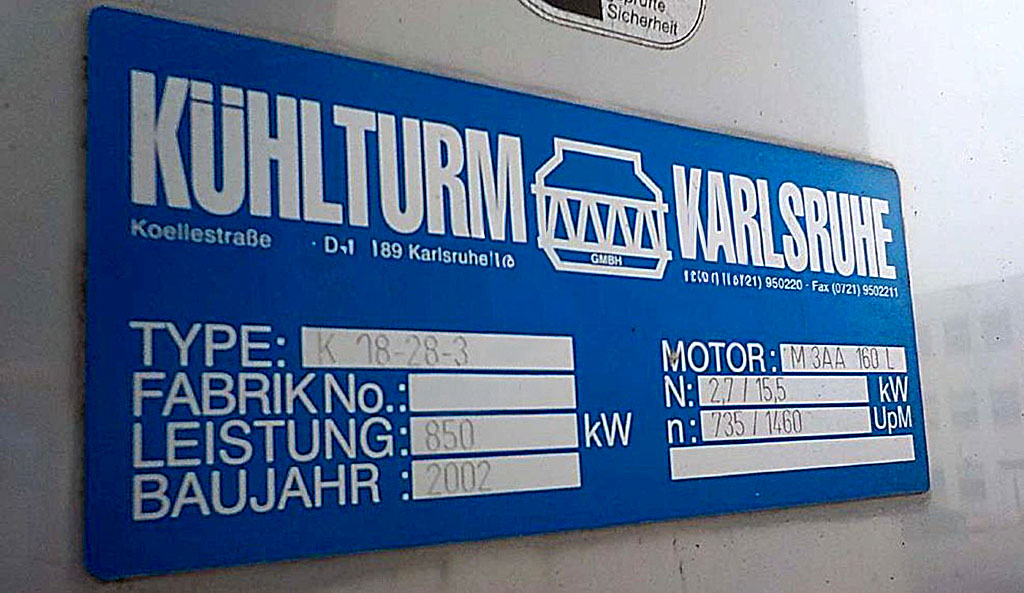 Sicherheit
KÜHLTURM KARLSRUHE
GMBH
Koellestraße · 189 Karlsruhe
950220 · Fax (0721) 9502211
TYPE: K 18-28-3
FABRIK No.:
LEISTUNG: 850 kW
BAUJAHR: 2002
MOTOR: M 3AA 160 L
N: 2,7 / 15,5 kW
n: 735 / 1460 UpM